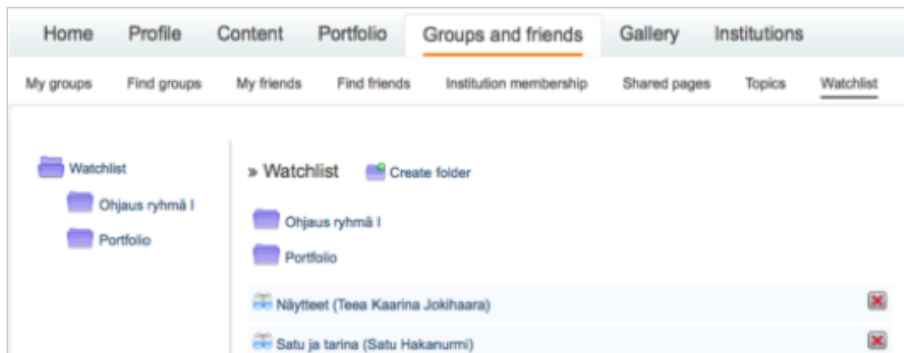 Home Profile Content Portfolio Groups and friends Gallery Institutions
My groups Find groups My friends Find friends Institution membership Shared pages Topics Watchlist
Watchlist
Ohjaus ryhmä I
Portfolio
» Watchlist Create folder
Ohjaus ryhmä I
Portfolio
Näytteet (Teea Kaarina Jokihaara)
Satu ja tarina (Satu Hakanurmi)